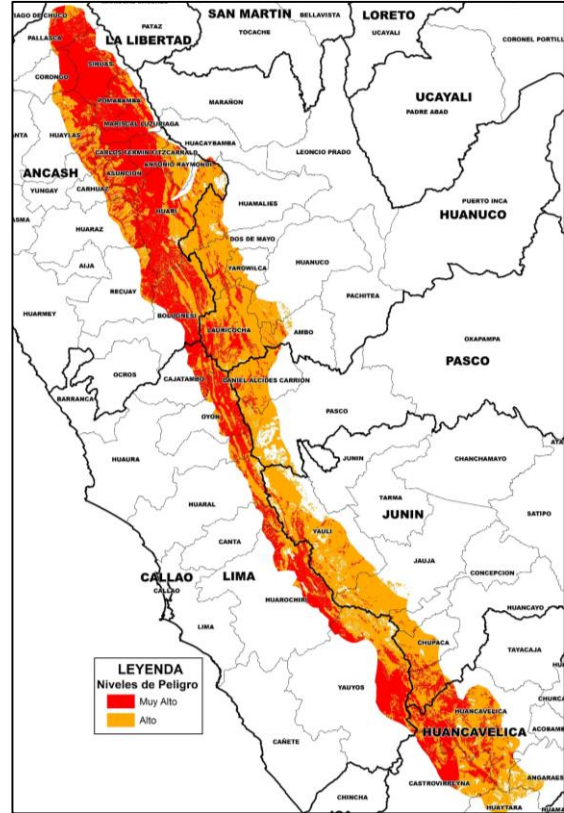 PATAZ
SAN MARTIN
BELLAVISTA
LORETO
PALLASCA
LA LIBERTAD
TOCACHE
UCAYALI
CORONEL PORTILL
SIHUAS
CORONGO
UCAYALI
POMABAMBA
MARAÑON
PADRE ABAD
MARISCAL LUZURIAGA
HUAYLAS
HUACAYBAMBA
CARLOS FERMIN FITZCARRALD
LEONCIO PRADO
ANTONIO RAYMONDI
ANCASH
ASUNCION
YUNGAY
CARHUAZ
PUERTO INCA
HUARI
HUAMALIES
HUANUCO
HUARAZ
DOS DE MAYO
HUANUCO
AIJA
YAROWILCA
RECUAY
PACHITEA
HUARMEY
BOLOGNESI
LAURICOCHA
AMBO
OXAPAMPA
OCROS
CAJATAMBO
DANIEL ALCIDES CARRION
PASCO
BARRANCA
PASCO
OYON
HUAURA
JUNIN
CHANCHAMAYO
TARMA
HUARAL
JUNIN
SATIPO
YAULI
CANTA
JAUJA
CALLAO
CALLAO
LIMA
CONCEPCION
HUAROCHIRI
LIMA
HUANCAYO
CHUPACA
TAYACAJA
LEYENDA
Niveles de Peligro
Muy Alto
Alto
YAUYOS
HUANCAVELICA
CHURCA
HUANCAVELICA
ACOBAMB
CAÑETE
CASTROVIRREYNA
ANGARAES
CHINCHA
HUAYTARA